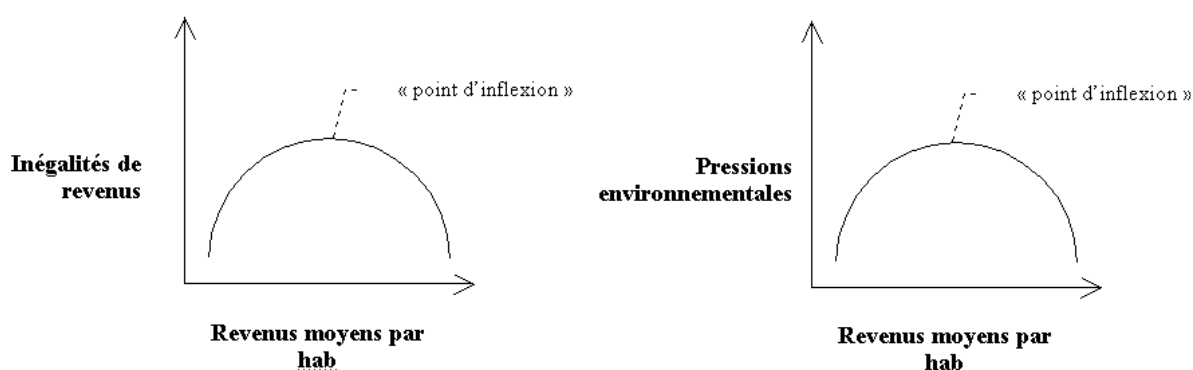 « point d'inflexion »
Inégalités de
revenus
Revenus moyens par
hab
« point d'inflexion »
Pressions
environnementales
Revenus moyens par
hab